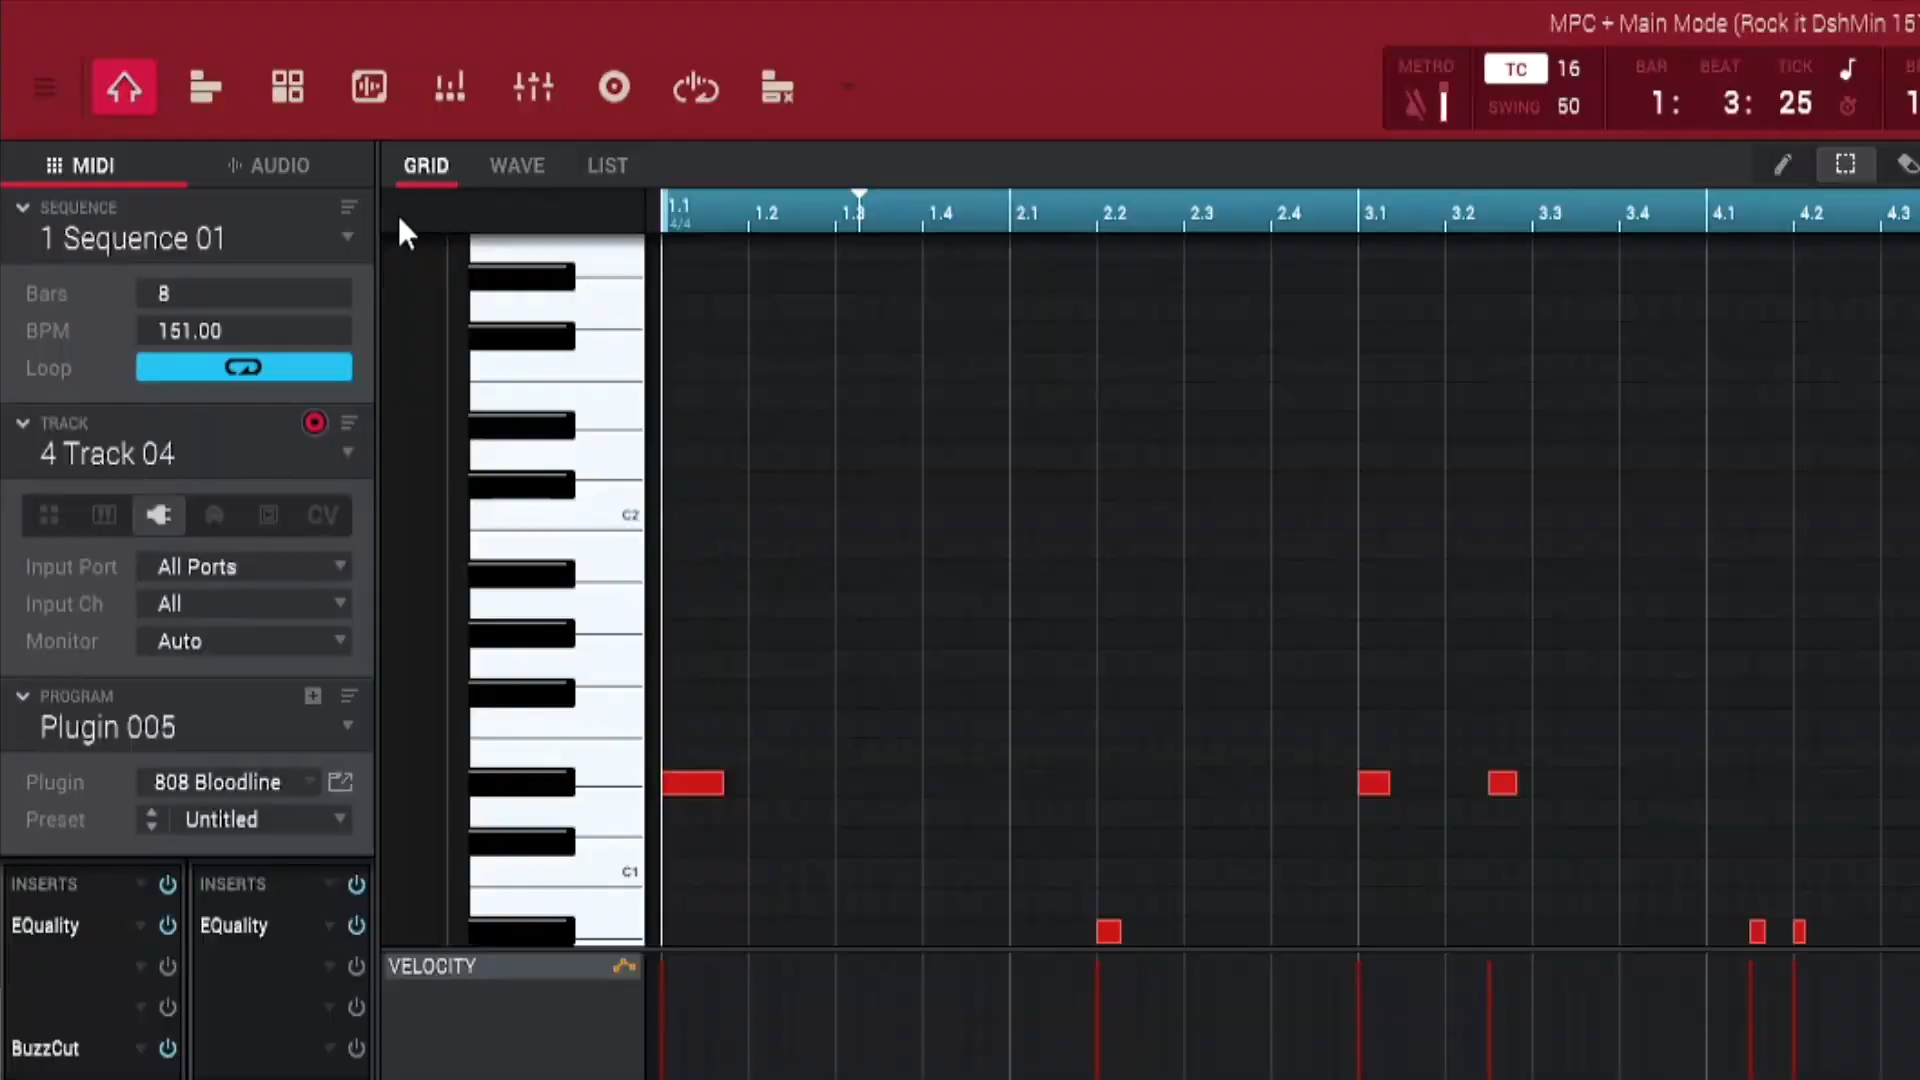 MPC + Main Mode (Rock it DshMin 151
METRO TC 16 BAR BEAT TICK
SWING 50 1: 3: 25
MIDI AUDIO GRID WAVE LIST
SEQUENCE
1 Sequence 01
1.1 1.2 1.3 1.4 2.1 2.2 2.3 2.4 3.1 3.2 3.3 3.4 4.1 4.2 4.3
4/4
Bars 8
BPM 151.00
Loop
TRACK
4 Track 04
CV
C2
Input Port All Ports
Input Ch All
Monitor Auto
PROGRAM
Plugin 005
Plugin 808 Bloodline
Preset Untitled
C1
INSERTS INSERTS
EQuality EQuality
VELOCITY
BuzzCut